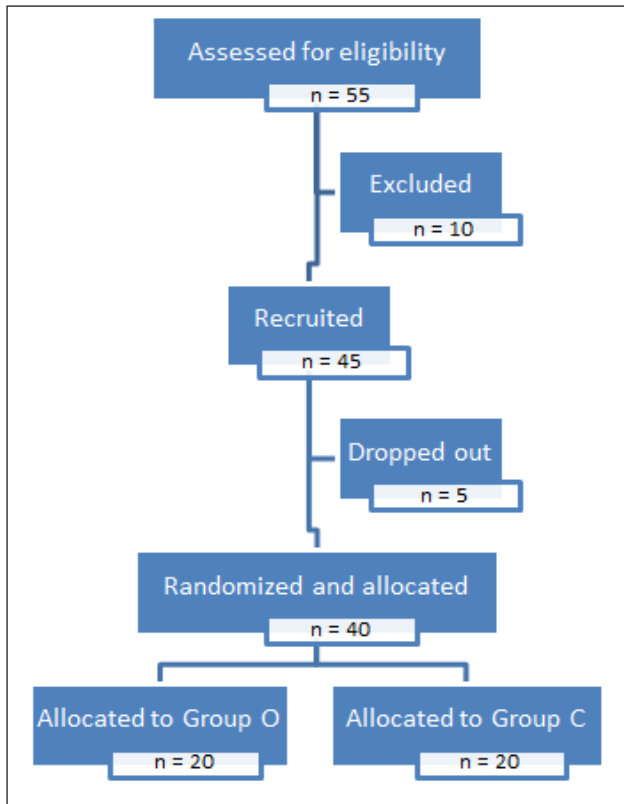 Assessed for eligibility
n = 55
Excluded
n = 10
Recruited
n = 45
Dropped out
n = 5
Randomized and allocated
n = 40
Allocated to Group O
n = 20
Allocated to Group C
n = 20